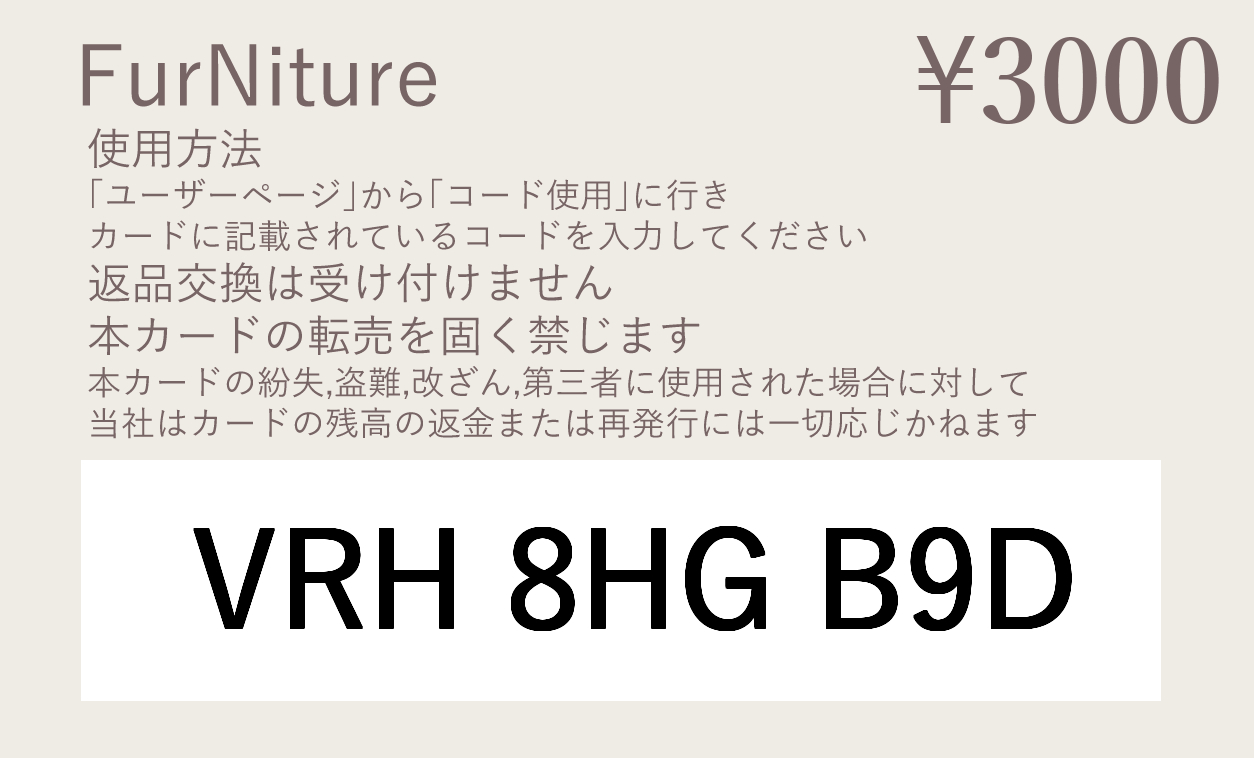 FurNiture
¥3000
使用方法
「ユーザーページ」から「コード使用」に行き
カードに記載されているコードを入力してください
返品交換は受け付けません
本カードの転売を固く禁じます
本カードの紛失,盗難,改ざん,第三者に使用された場合に対して
当社はカードの残高の返金または再発行には一切応じかねます
VRH 8HG B9D